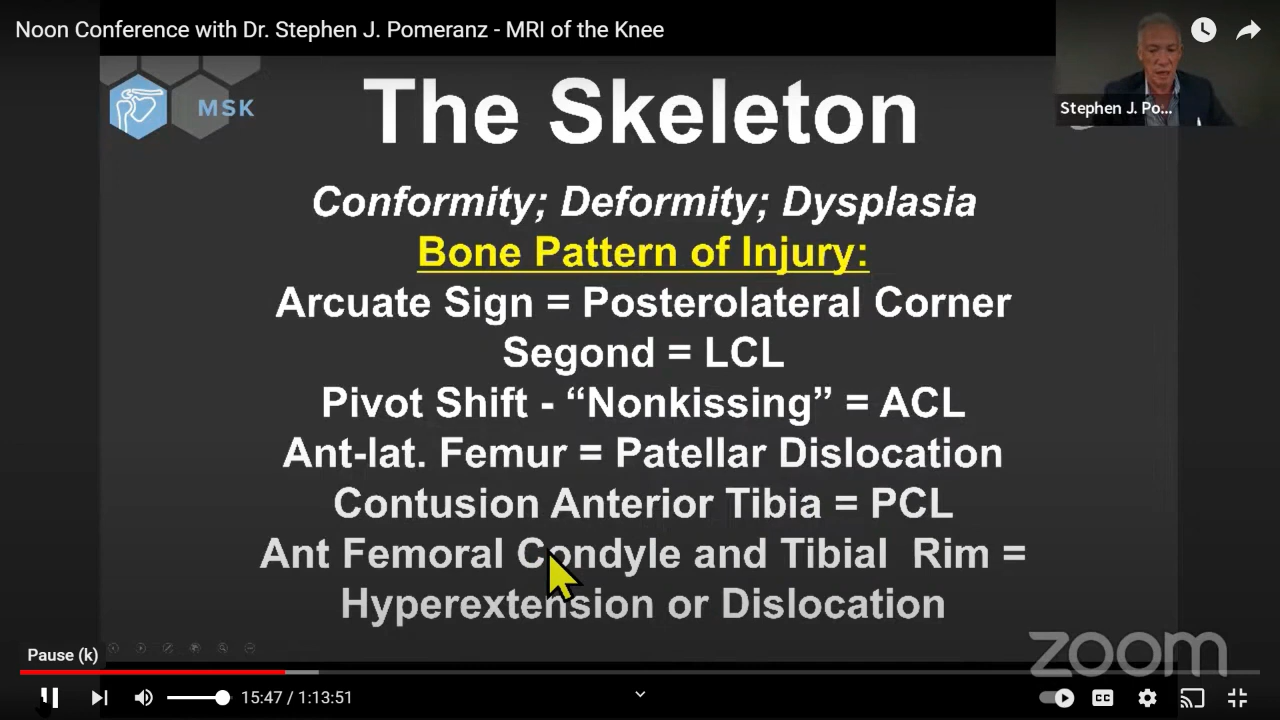 Noon Conference with Dr. Stephen J. Pomeranz - MRI of the Knee
MSK
The Skeleton
Stephen J. Po...
Conformity; Deformity; Dysplasia
Bone Pattern of Injury:
Arcuate Sign = Posterolateral Corner
Segond = LCL
Pivot Shift - “Nonkissing” = ACL
Ant-lat. Femur = Patellar Dislocation
Contusion Anterior Tibia = PCL
Ant Femoral Condyle and Tibial Rim =
Hyperextension or Dislocation
zoom
Pause (k)
15:47 / 1:13:51
CC